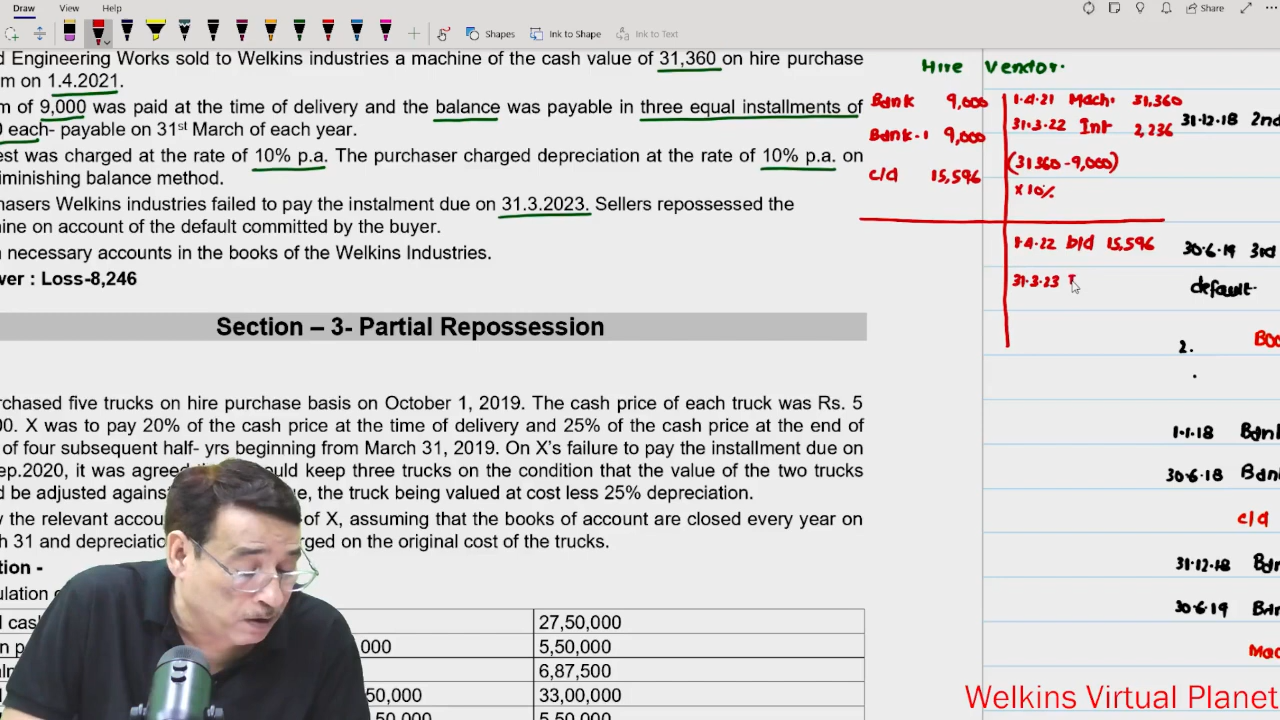 Draw View Help
Share
Shapes Ink to Shape Ink to Text
d Engineering Works sold to Welkins industries a machine of the cash value of 31,360 on hire purchase
m on 1.4.2021.
m of 9,000 was paid at the time of delivery and the balance was payable in three equal installments of
0 each- payable on 31st March of each year.
est was charged at the rate of 10% p.a. The purchaser charged depreciation at the rate of 10% p.a. on
iminishing balance method.
hasers Welkins industries failed to pay the instalment due on 31.3.2023. Sellers repossessed the
ine on account of the default committed by the buyer.
n necessary accounts in the books of the Welkins Industries.
wer : Loss-8,246
Section – 3- Partial Repossession
rchased five trucks on hire purchase basis on October 1, 2019. The cash price of each truck was Rs. 5
00. X was to pay 20% of the cash price at the time of delivery and 25% of the cash price at the end of
of four subsequent half- yrs beginning from March 31, 2019. On X's failure to pay the installment due on
ep.2020, it was agreed ould keep three trucks on the condition that the value of the two trucks
d be adjusted against e, the truck being valued at cost less 25% depreciation.
y the relevant accou of X, assuming that the books of account are closed every year on
h 31 and depreciatio rged on the original cost of the trucks.
tion -
ulation
l cas 27,50,000
n p 000 5,50,000
6,87,500
50,000 33,00,000
50,000 5,50,000
Hire Vendor.
Bank 9,000 1.4.21 Mach. 31,360
Bank-1 9,000 31.3.22 Int 2,236
(31360-9,000)
x 10%
c/d 15,596
1.4.22 b/d 15,596
31.3.23 I
31.12.18 2nd
30.6.19 3rd
default.
2. Boo
1.1.18 Bank
30.6.18 Bank
c/d
31.12.18 Ban
30.6.19 Ban
Mac
Welkins Virtual Planet